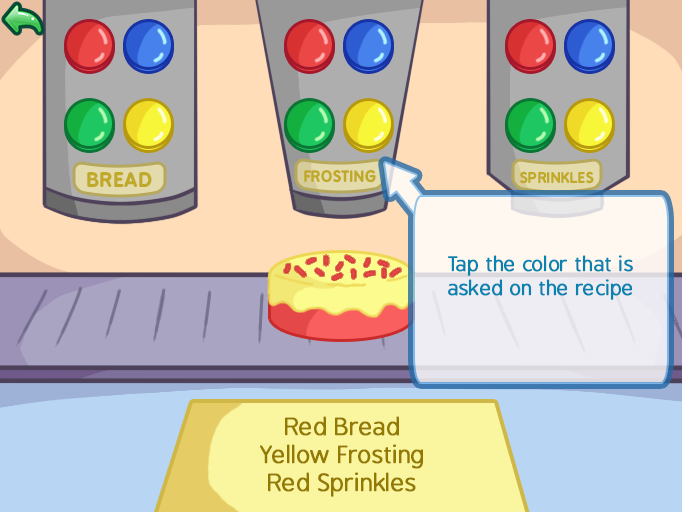 BREAD
FROSTING
SPRINKLES
Tap the color that is
asked on the recipe
Red Bread
Yellow Frosting
Red Sprinkles